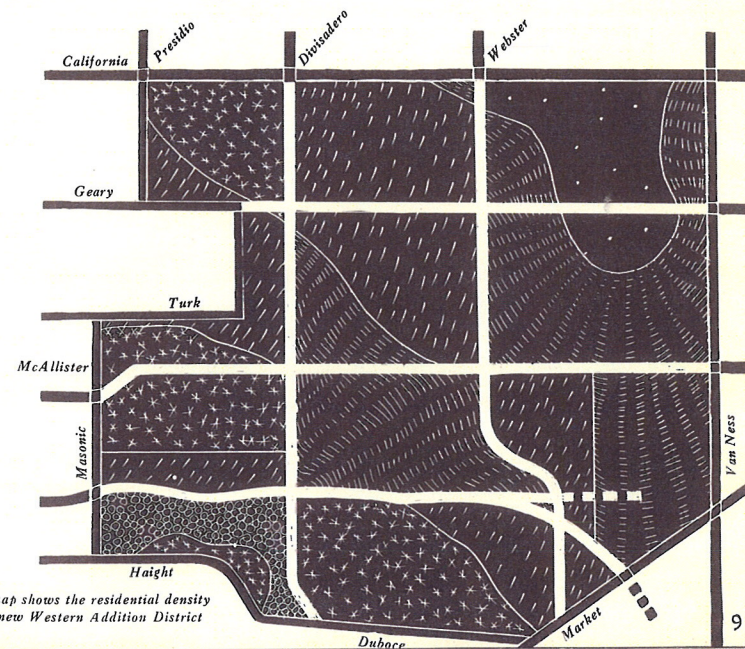 Presidio
Divisadero
Webster
California
Geary
Turk
McAllister
Masonic
Van Ness
Haight
Market
Duboce
shows the residential density
new Western Addition District
9